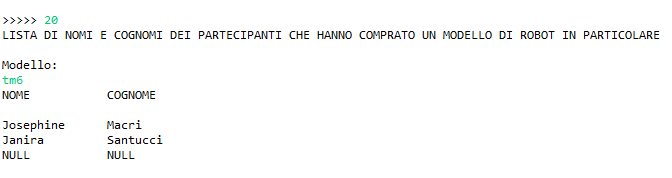 >>>>> 20
LISTA DI NOMI E COGNOMI DEI PARTECIPANTI CHE HANNO COMPRATO UN MODELLO DI ROBOT IN PARTICOLARE
Modello:
tm6
NOME COGNOME
Josephine Macri
Janira Santucci
NULL NULL